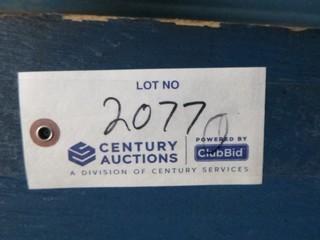 LOT NO
2077
CENTURY AUCTIONS
POWERED BY
ClubBid
A DIVISION OF CENTURY SERVICES